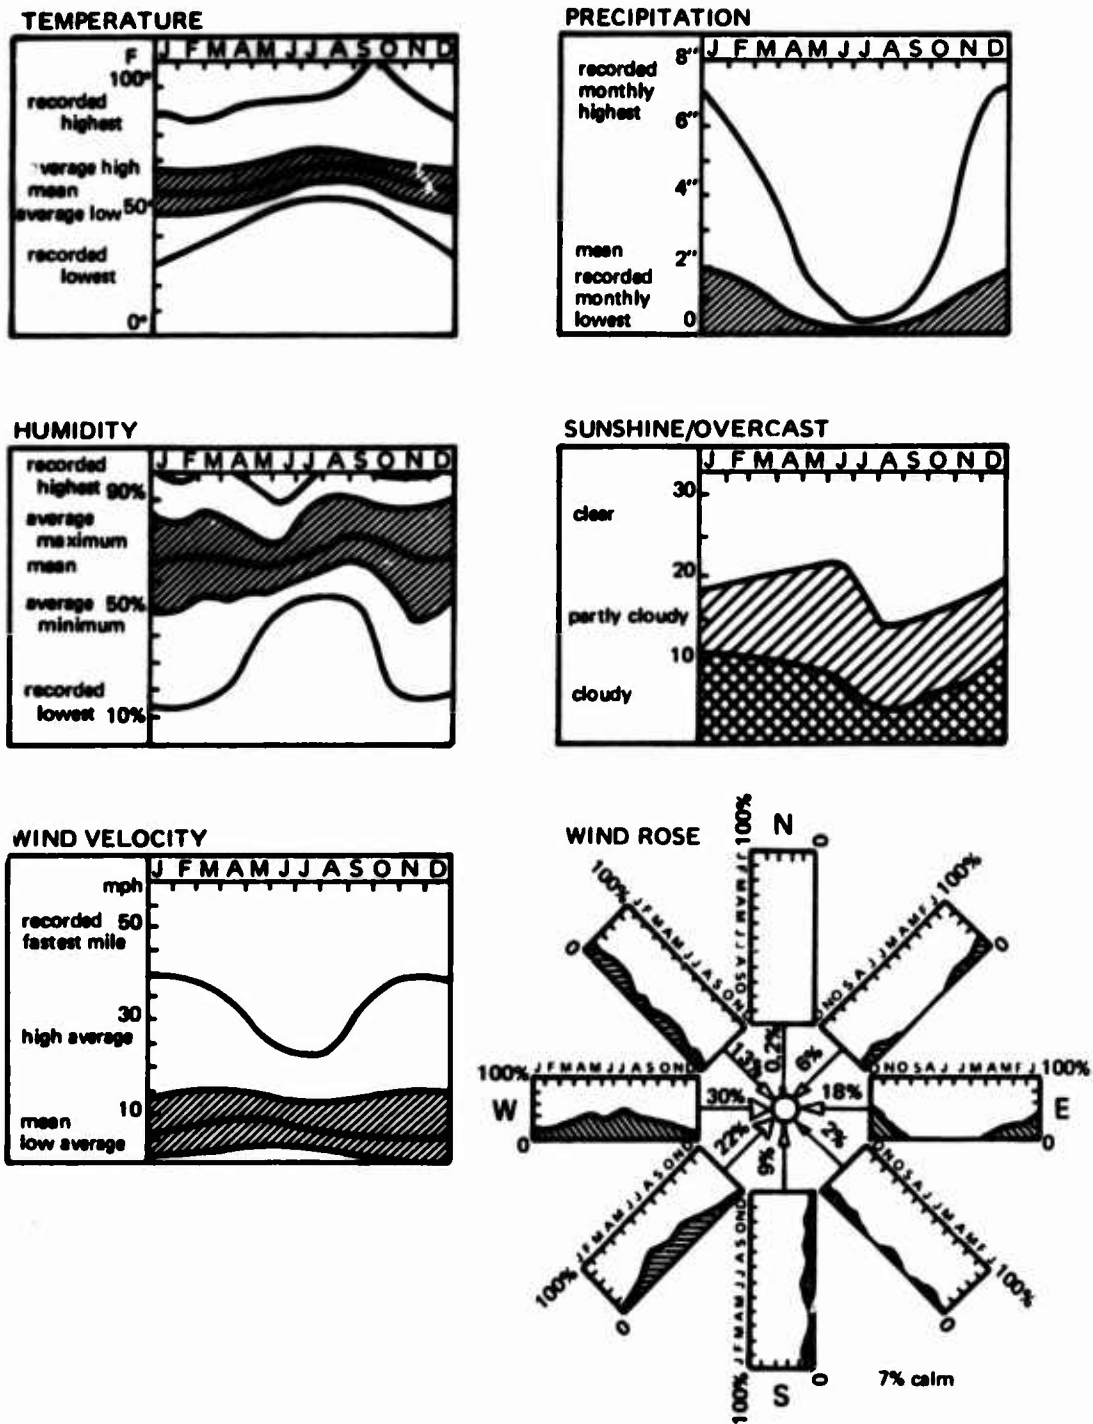 TEMPERATURE
F
J F M A M J J A S O N D
100°
recorded
highest
average high
mean
average low 50°
recorded
lowest
0°
PRECIPITATION
J F M A M J J A S O N D
8"
recorded
monthly
highest
6"
4"
mean
2"
recorded
monthly
lowest
0
HUMIDITY
J F M A M J J A S O N D
recorded
highest 90%
average
maximum
mean
average 50%
minimum
recorded
lowest 10%
SUNSHINE/OVERCAST
J F M A M J J A S O N D
30
clear
20
partly cloudy
10
cloudy
WIND VELOCITY
J F M A M J J A S O N D
mph
recorded 50
fastest mile
30
high average
10
mean
low average
WIND ROSE
N
100%
0
J F M A M J J A S O N D
0.2%
100%
0
D N O S A J J M A M F J
6%
E
100%
0
D N O S A J J M A M F J
18%
100%
0
D N O S A J J M A M F J
2%
S
100%
0
J F M A M J J A S O N D
9%
100%
0
J F M A M J J A S O N D
22%
W
100%
0
J F M A M J J A S O N D
30%
100%
0
J F M A M J J A S O N D
7% calm